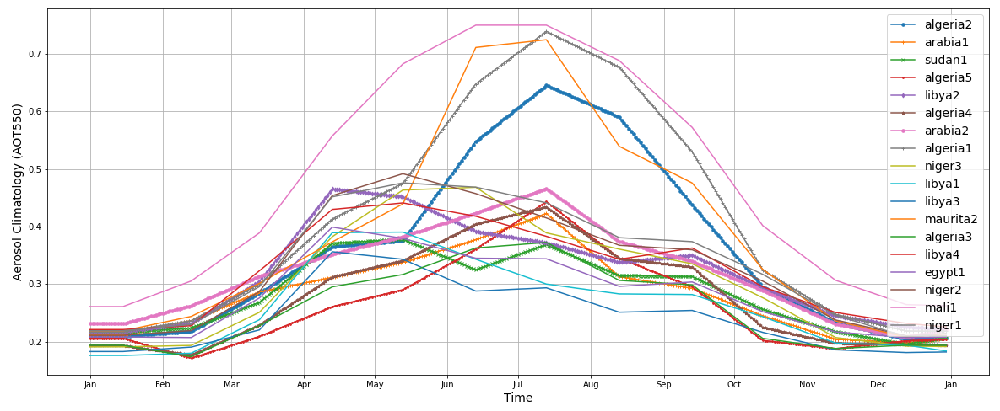 Aerosol Climatology (AOT550)
0.7
0.6
0.5
0.4
0.3
0.2
algeria2
arabia1
sudan1
algeria5
libya2
algeria4
arabia2
algeria1
niger3
libya1
libya3
maurita2
algeria3
libya4
egypt1
niger2
mali1
niger1
Jan Feb Mar Apr May Jun Jul Aug Sep Oct Nov Dec Jan
Time